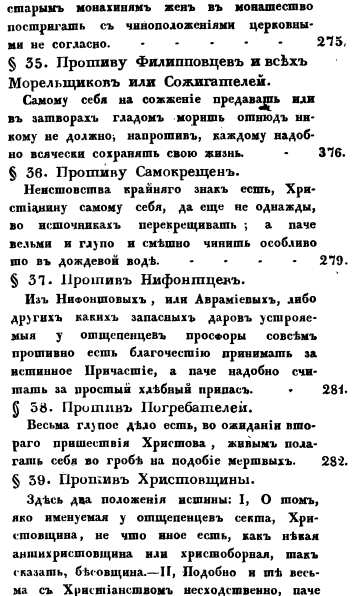 старымъ монахинямъ женъ въ монашество
постригать съ чиноположеніями церковны-
ми не согласно. - - - - - 275.
§ 35. Противу Филипповцевъ и всѣхъ
Морельщиковъ или Сожигателей.
Самому себя на сожженіе предавать или
въ затворахъ гладомъ морить отнюдъ ни-
кому не должно; напротивъ, каждому надоб-
но всячески сохранять свою жизнь. - 376.
§ 36. Противу Самокрещенъ.
Неистовства крайняго знакъ есть, Хри-
стіанину самому себя, да еще не однажды,
во источникахъ перекрещивать; а паче
вельми и глупо и смѣшно чинить особливо
то въ дождевой водѣ. - - - - 279.
§ 37. Противъ Нифонтцевъ.
Изъ Нифонтовыхъ, или Авраміевыхъ, либо
другихъ какихъ запасныхъ даровъ устрояе-
мыя у отщепенцевъ просфоры совсѣмъ
противно есть благочестію принимать за
истинное Причастіе, а паче надобно счи-
тать за простый хлѣбный припасъ. - 281.
§ 38. Противъ Погребателей.
Весьма глупое дѣло есть, во ожиданіи вто-
раго пришествія Христова, живымъ пола-
гать себя во гробѣ на подобіе мертвыхъ. 282.
§ 39. Противъ Христовщины.
Здѣсь два положенія истины: I, О томъ,
яко именуемая у отщепенцевъ секта, Хри-
стовщина, не что иное есть, какъ нѣкая
антихристовщина или христоборная, такъ
сказать, бѣсовщина.—II, Подобно и тѣ весь-
ма съ Христіанствомъ несходственно, паче